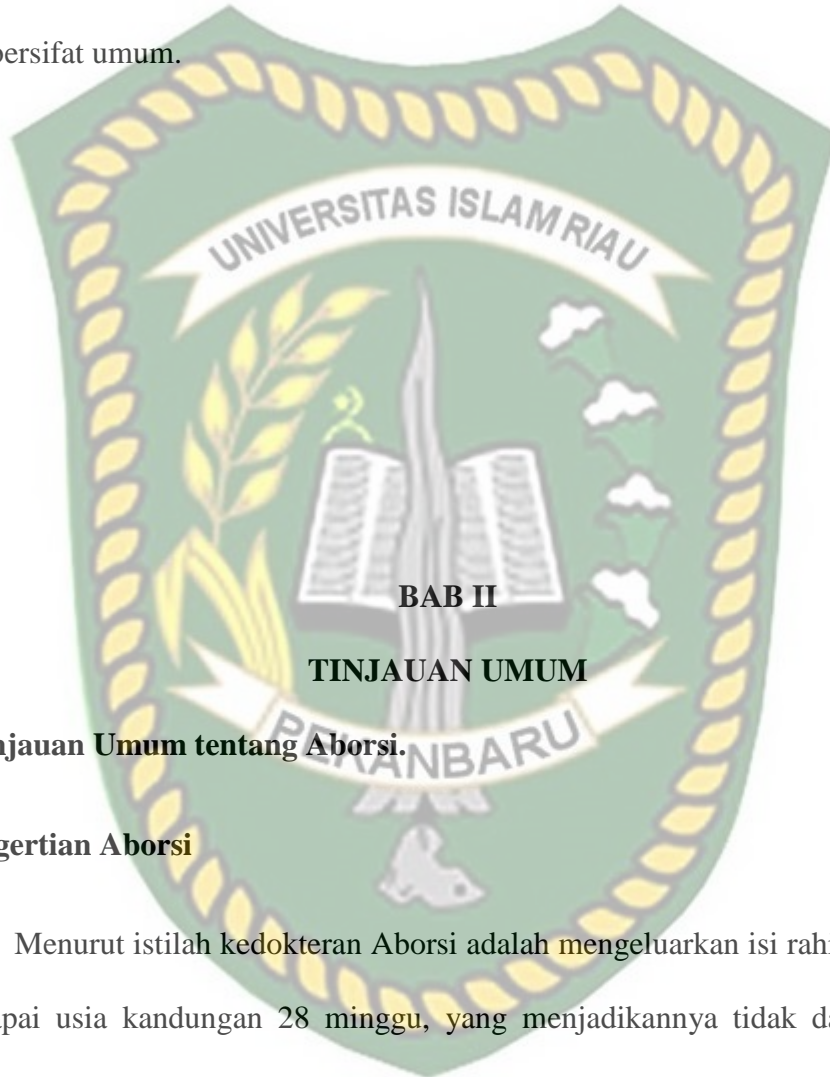 bersifat umum.
UNIVERSITAS ISLAM RIAU
BAB II
TINJAUAN UMUM
njauan Umum tentang Aborsi.
PEKANBARU
gertian Aborsi
Menurut istilah kedokteran Aborsi adalah mengeluarkan isi rah
apai usia kandungan 28 minggu, yang menjadikannya tidak da